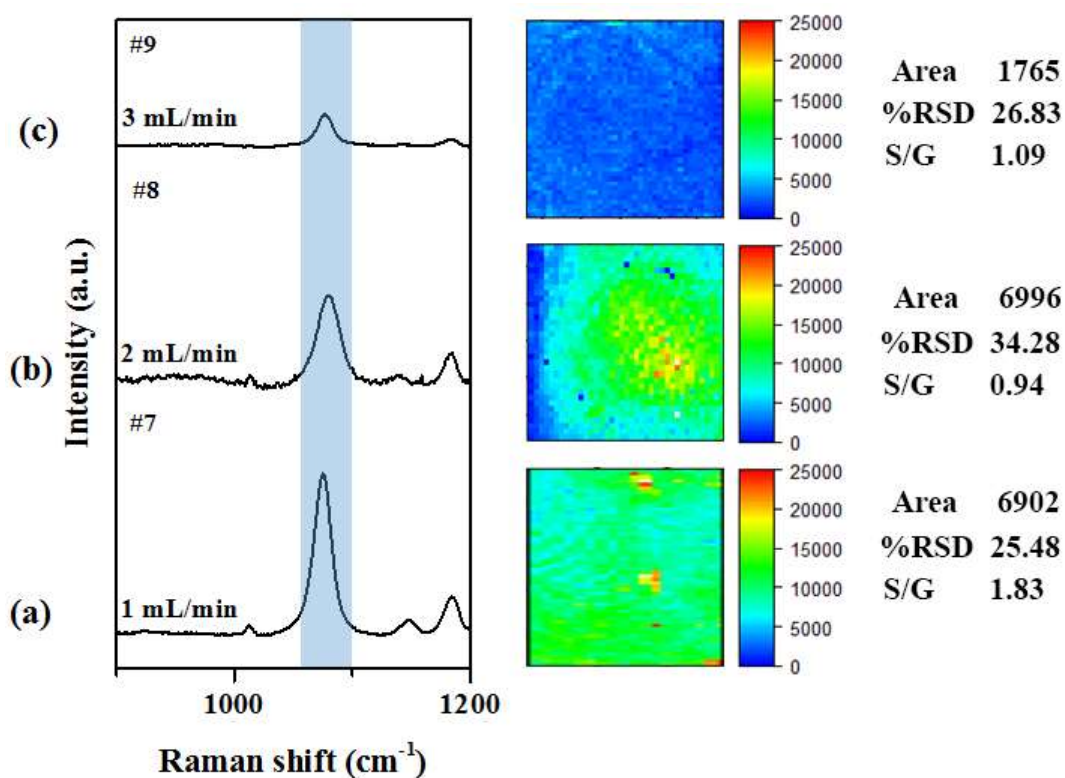 #9
(c)
3 mL/min
25000
20000
15000
10000
5000
0
Area 1765
%RSD 26.83
S/G 1.09
#8
(b)
2 mL/min
25000
20000
15000
10000
5000
0
Area 6996
%RSD 34.28
S/G 0.94
#7
(a)
1 mL/min
25000
20000
15000
10000
5000
0
Area 6902
%RSD 25.48
S/G 1.83
Intensity (a.u.)
1000 1200
Raman shift (cm⁻¹)